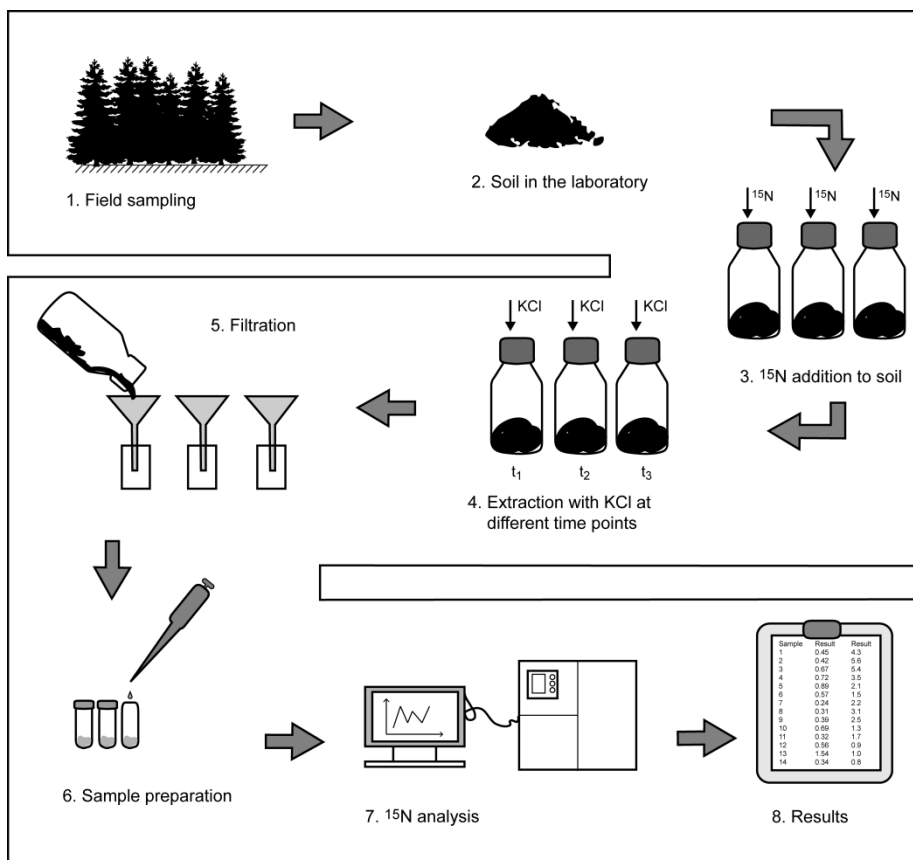 1. Field sampling
2. Soil in the laboratory
¹⁵N ¹⁵N ¹⁵N
3. ¹⁵N addition to soil
KCl KCl KCl
t₁ t₂ t₃
4. Extraction with KCl at
different time points
5. Filtration
6. Sample preparation
7. ¹⁵N analysis
Sample Result Result
1 0.45 4.3
2 0.42 5.6
3 0.67 5.4
4 0.72 3.5
5 0.89 2.1
6 0.57 1.5
7 0.24 2.2
8 0.31 3.1
9 0.39 2.5
10 0.69 1.3
11 0.32 1.7
12 0.56 0.9
13 1.54 1.0
14 0.34 0.8
8. Results